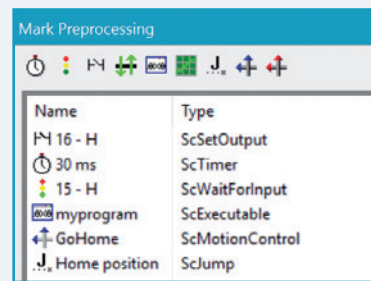 Mark Preprocessing
Name Type
16 - H ScSetOutput
30 ms ScTimer
15 - H ScWaitForInput
myprogram ScExecutable
GoHome ScMotionControl
Home position ScJump